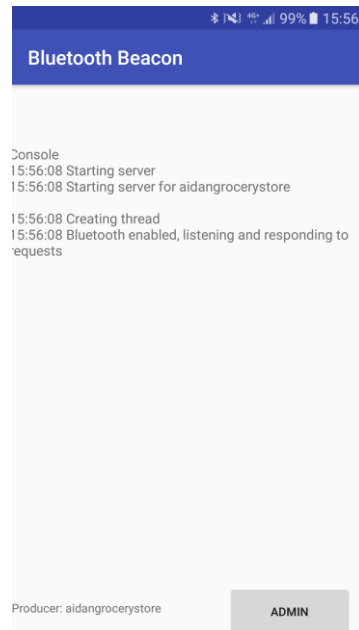 4G+ 99% 15:56
Bluetooth Beacon
Console
15:56:08 Starting server
15:56:08 Starting server for aidangrocerystore
15:56:08 Creating thread
15:56:08 Bluetooth enabled, listening and responding to
requests
Producer: aidangrocerystore
ADMIN